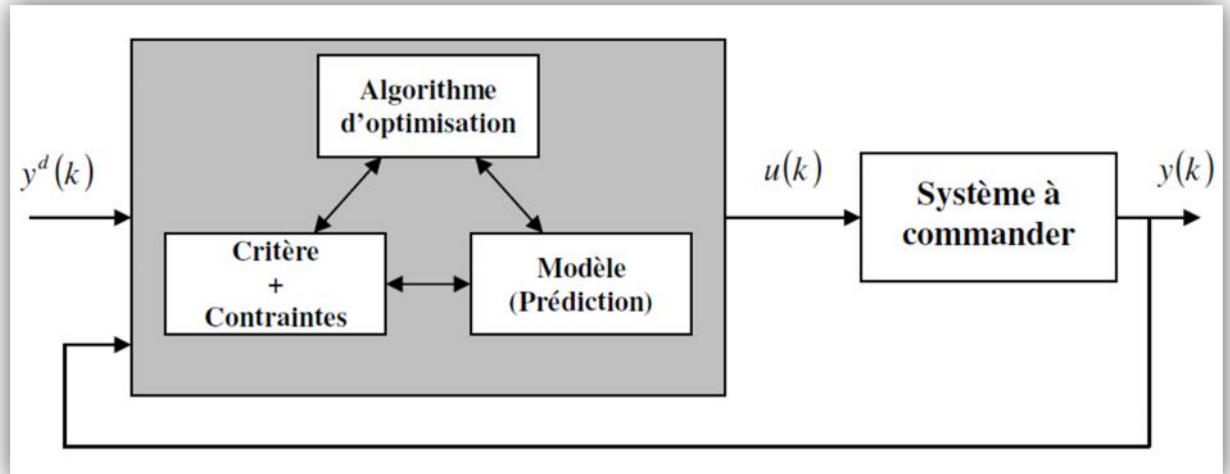 Algorithme
d'optimisation
y^d(k)
u(k)
y(k)
Système à
commander
Critère
+
Contraintes
Modèle
(Prédiction)